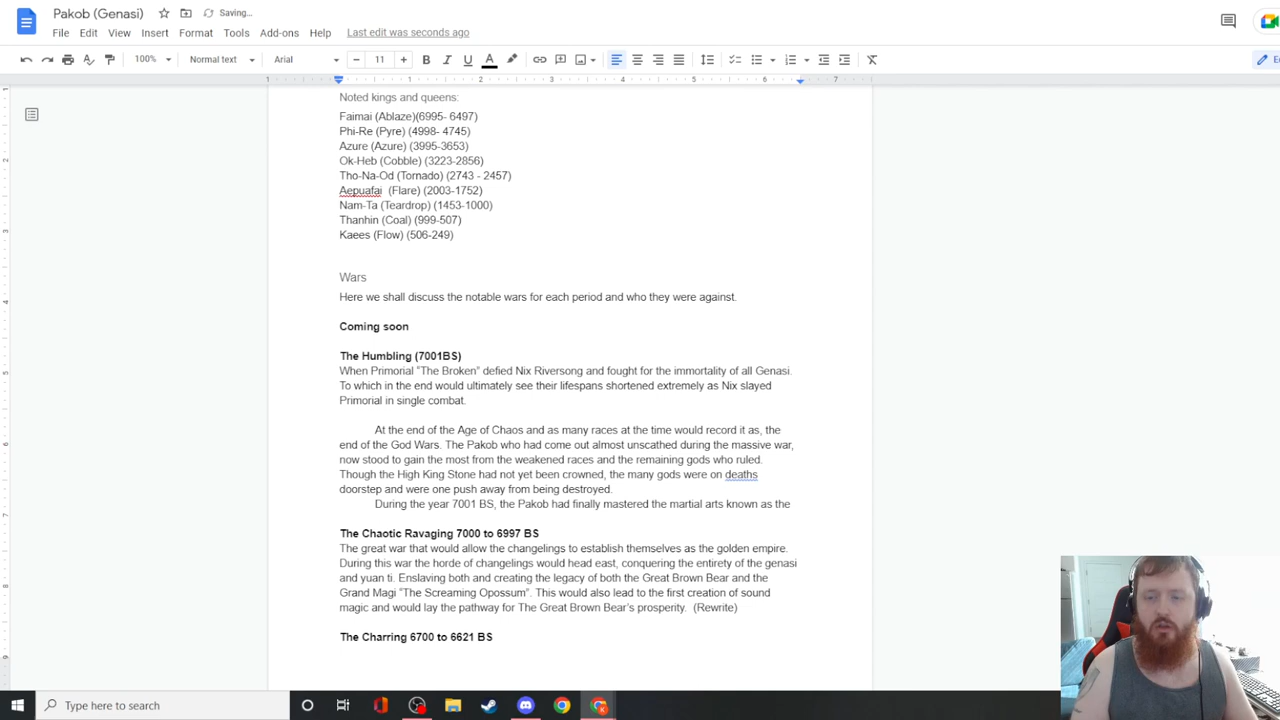 Pakob (Genasi)
Saving…
File Edit View Insert Format Tools Add-ons Help Last edit was seconds ago
100% Normal text Arial 11 B I U A
1 1 2 3 4 5 6 7
Noted kings and queens:
Faimai (Ablaze)(6995- 6497)
Phi-Re (Pyre) (4998- 4745)
Azure (Azure) (3995-3653)
Ok-Heb (Cobble) (3223-2856)
Tho-Na-Od (Tornado) (2743 - 2457)
Aepuafai (Flare) (2003-1752)
Nam-Ta (Teardrop) (1453-1000)
Thanhin (Coal) (999-507)
Kaees (Flow) (506-249)
Wars
Here we shall discuss the notable wars for each period and who they were against.
Coming soon
The Humbling (7001BS)
When Primorial “The Broken” defied Nix Riversong and fought for the immortality of all Genasi.
To which in the end would ultimately see their lifespans shortened extremely as Nix slayed
Primorial in single combat.
At the end of the Age of Chaos and as many races at the time would record it as, the
end of the God Wars. The Pakob who had come out almost unscathed during the massive war,
now stood to gain the most from the weakened races and the remaining gods who ruled.
Though the High King Stone had not yet been crowned, the many gods were on deaths
doorstep and were one push away from being destroyed.
During the year 7001 BS, the Pakob had finally mastered the martial arts known as the
The Chaotic Ravaging 7000 to 6997 BS
The great war that would allow the changelings to establish themselves as the golden empire.
During this war the horde of changelings would head east, conquering the entirety of the genasi
and yuan ti. Enslaving both and creating the legacy of both the Great Brown Bear and the
Grand Magi “The Screaming Opossum”. This would also lead to the first creation of sound
magic and would lay the pathway for The Great Brown Bear’s prosperity. (Rewrite)
The Charring 6700 to 6621 BS
Type here to search